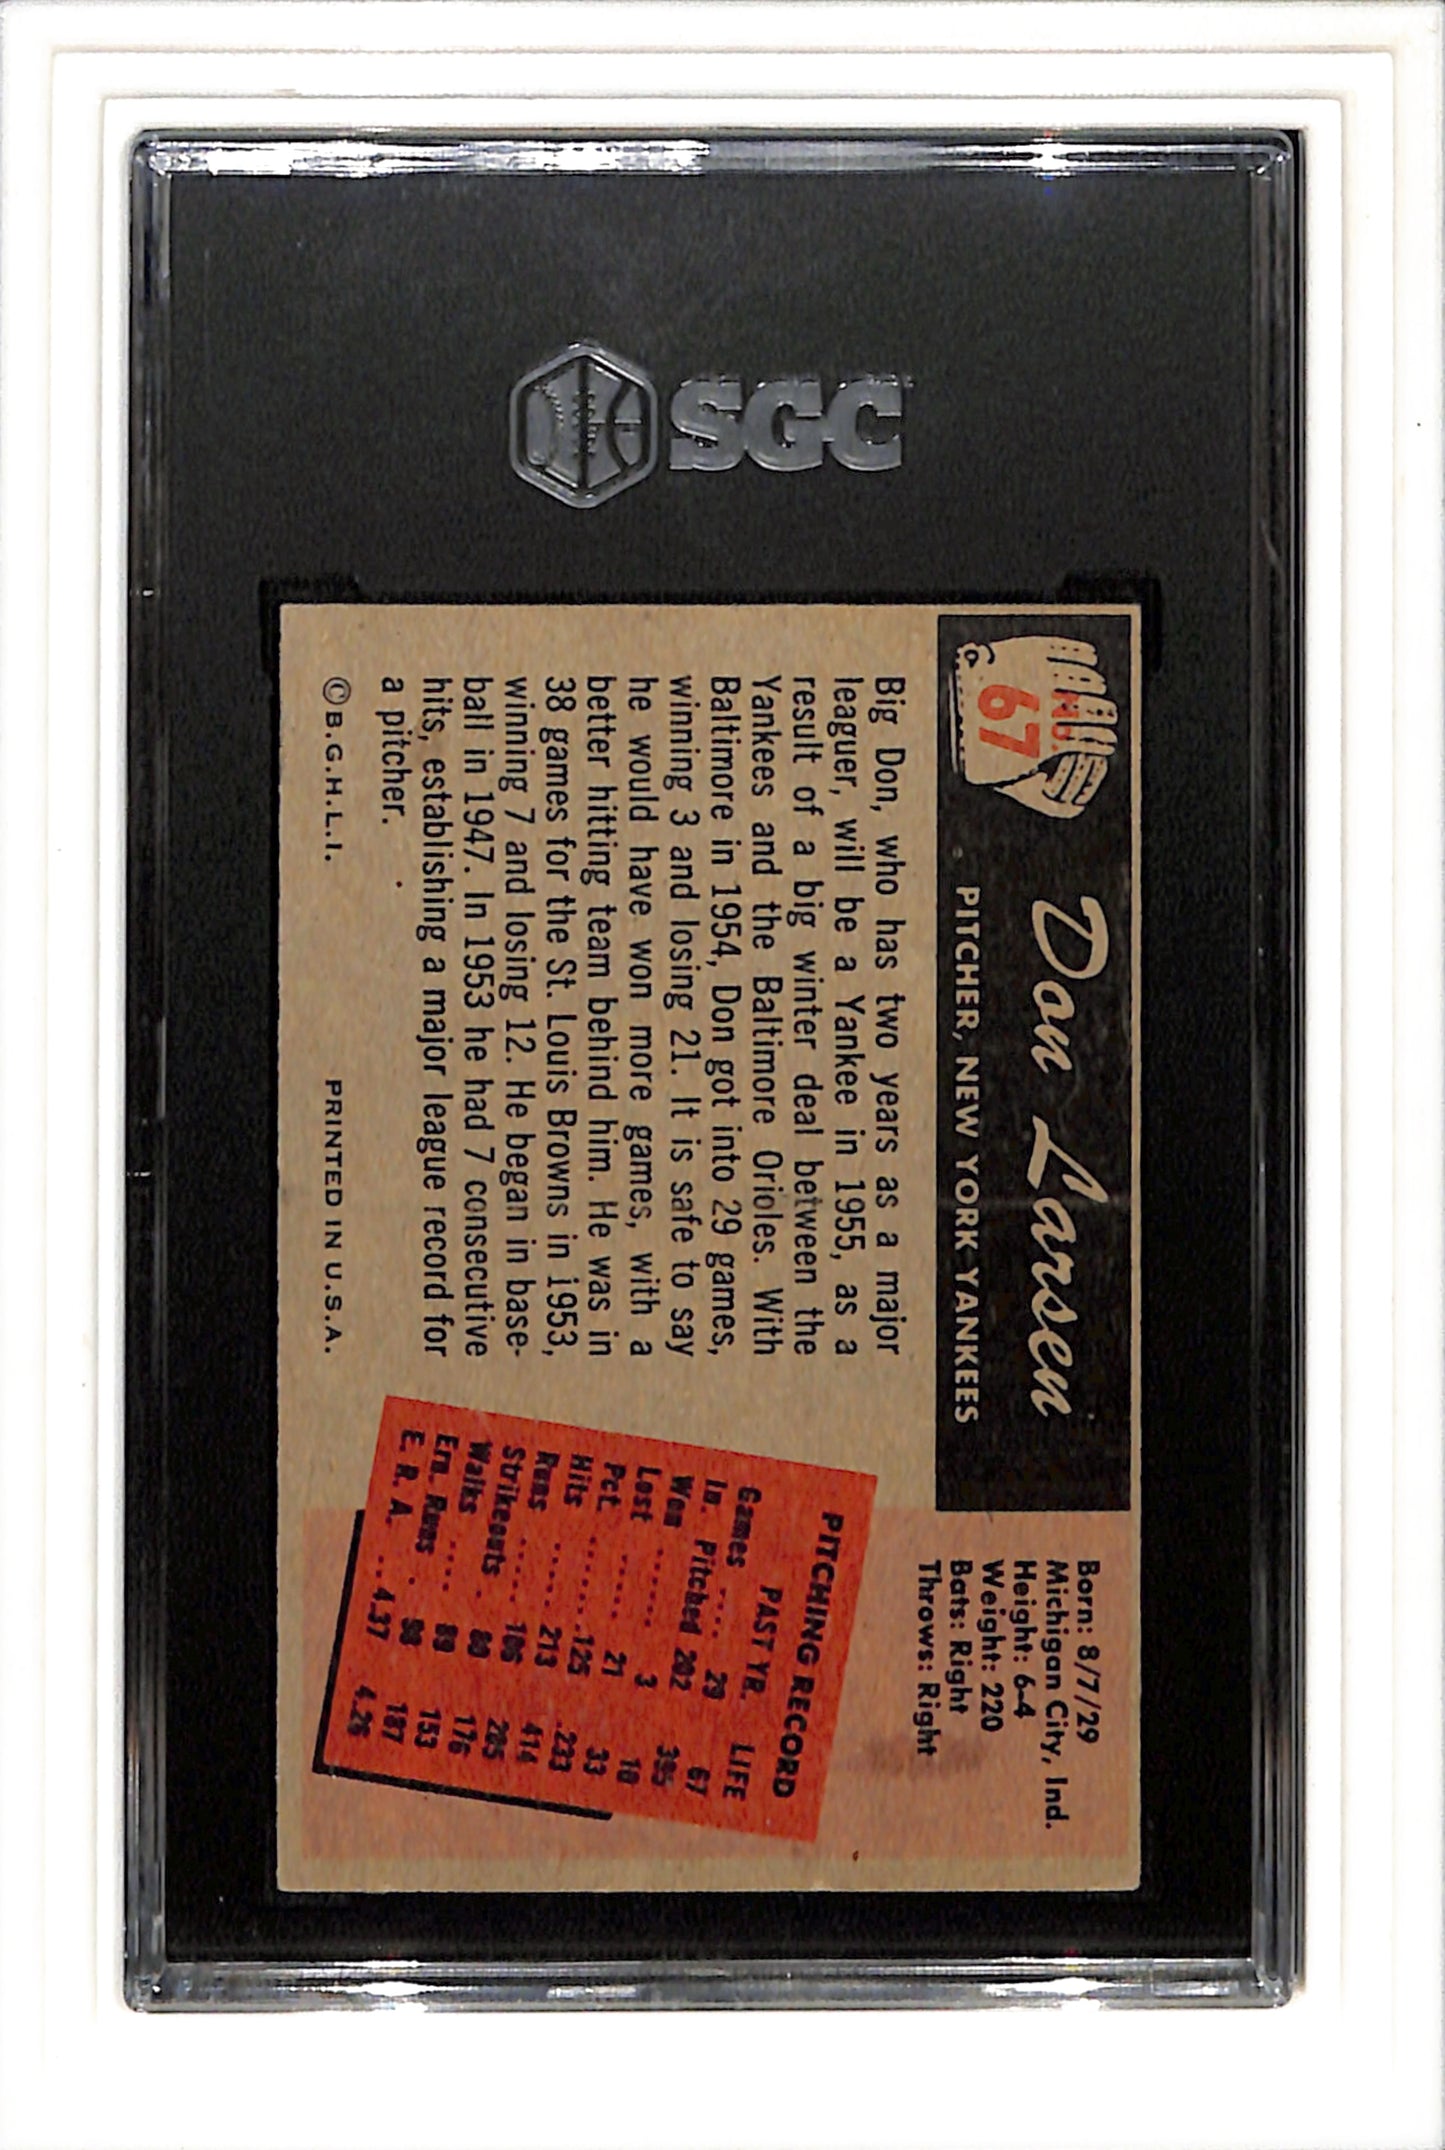 SGC
NO.
67
Don Larsen
PITCHER, NEW YORK YANKEES
Born: 8/7/29
Michigan City, Ind.
Height: 6-4
Weight: 220
Bats: Right
Throws: Right
Big Don, who has two years as a major
leaguer, will be a Yankee in 1955, as a
result of a big winter deal between the
Yankees and the Baltimore Orioles. With
Baltimore in 1954, Don got into 29 games,
winning 3 and losing 21. It is safe to say
he would have won more games, with a
better hitting team behind him. He was in
38 games for the St. Louis Browns in 1953,
winning 7 and losing 12. He began in base-
ball in 1947. In 1953 he had 7 consecutive
hits, establishing a major league record for
a pitcher.
©B.G.H.L.I.
PRINTED IN U.S.A.
PITCHING RECORD
PAST YR. LIFE
Games .... 29 67
In. Pitched 202 395
Won ...... 3 10
Lost ...... 21 33
Pct. ....... .125 .233
Hits ...... 213 414
Runs ..... 106 205
Strikeouts . 80 176
Walks .... 89 153
Ern. Runs . 98 187
E. R. A. ... 4.37 4.26